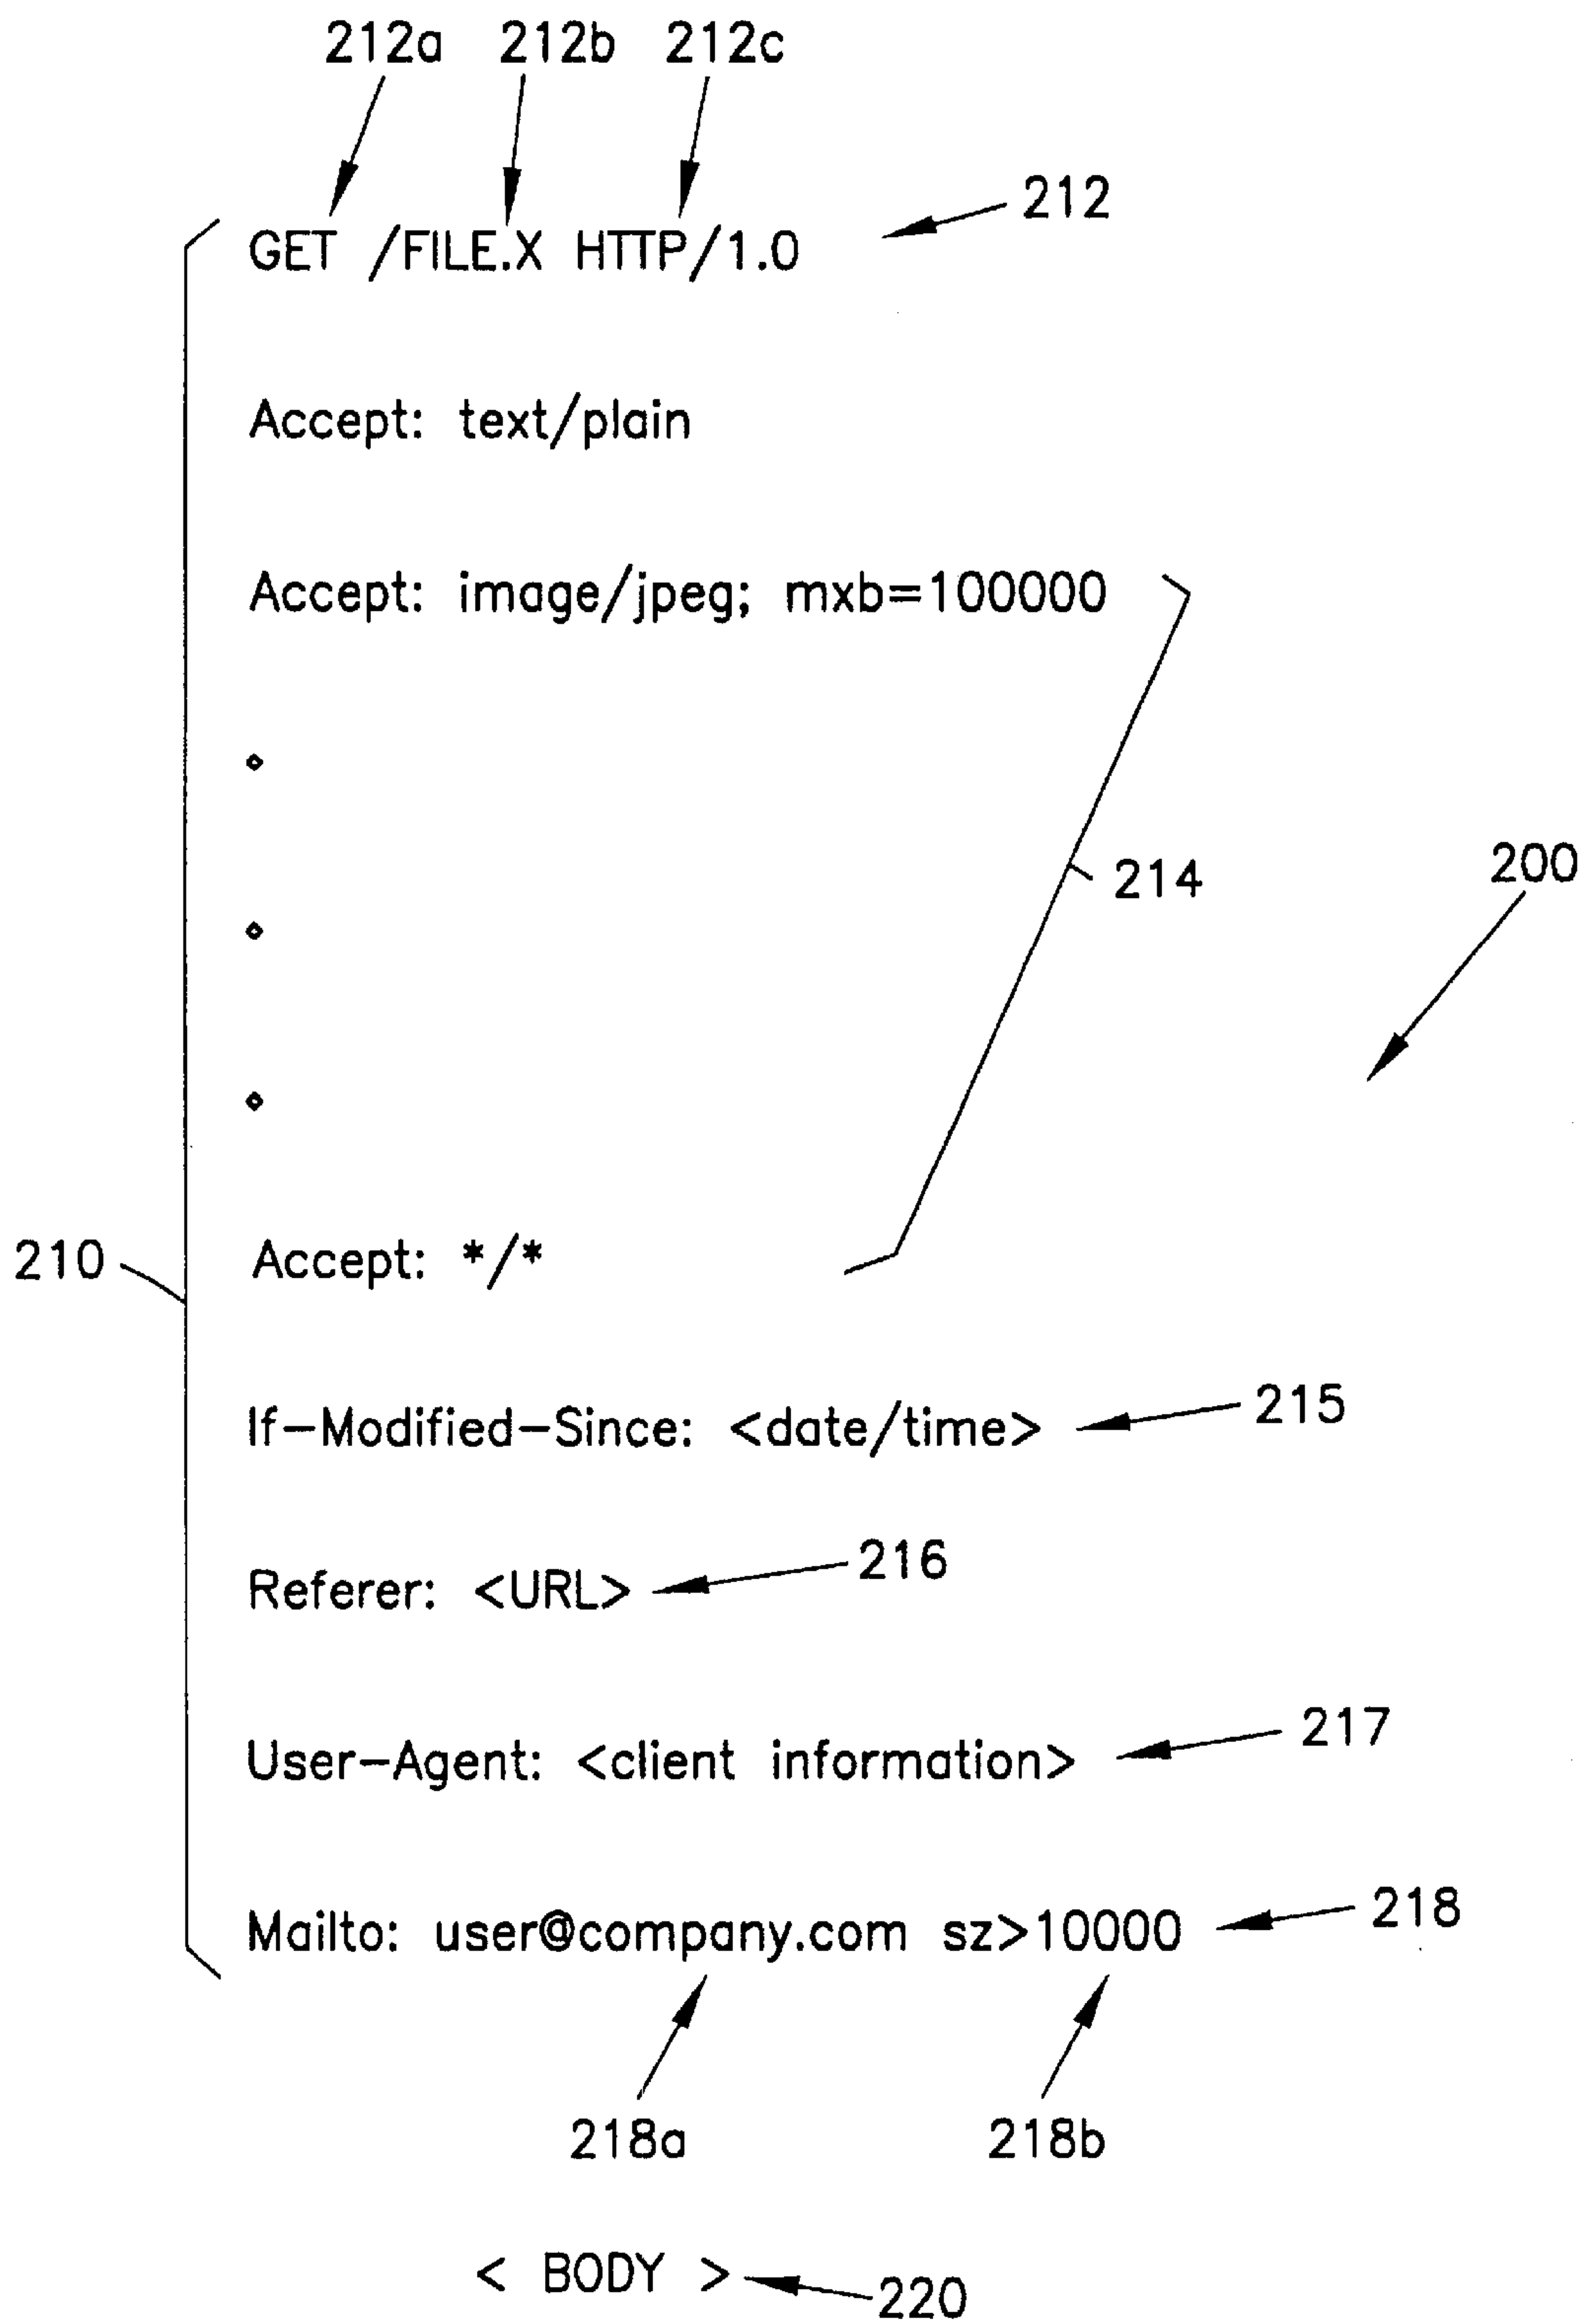 212a 212b 212c
212
GET /FILE.X HTTP/1.0
Accept: text/plain
Accept: image/jpeg; mxb=100000
214
200
210
Accept: */*
215
If-Modified-Since: <date/time>
216
Referer: <URL>
217
User-Agent: <client information>
218
Mailto: user@company.com sz>10000
218a 218b
< BODY >
220